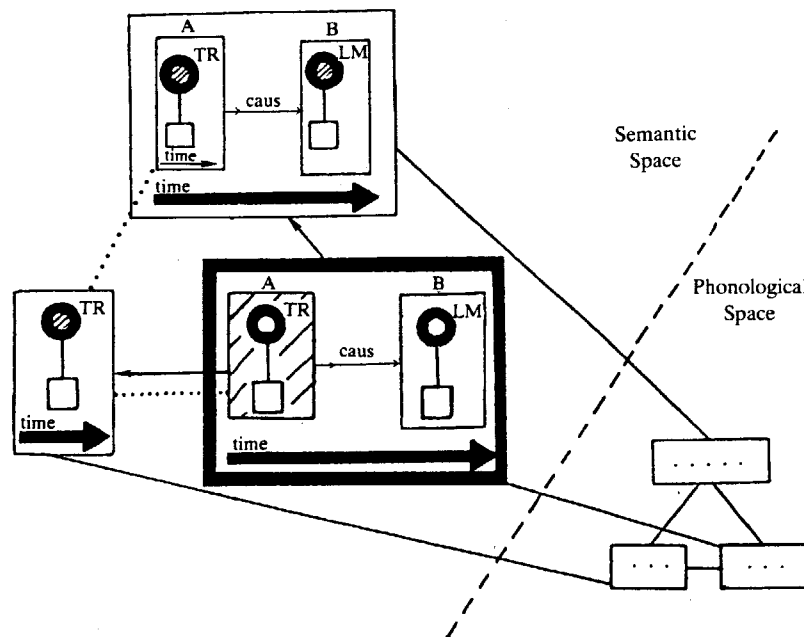 A
B
TR
LM
caus
time
time
Semantic
Space
A
B
Phonological
Space
TR
TR
LM
caus
time
time
. . . . .
. . .
. . .